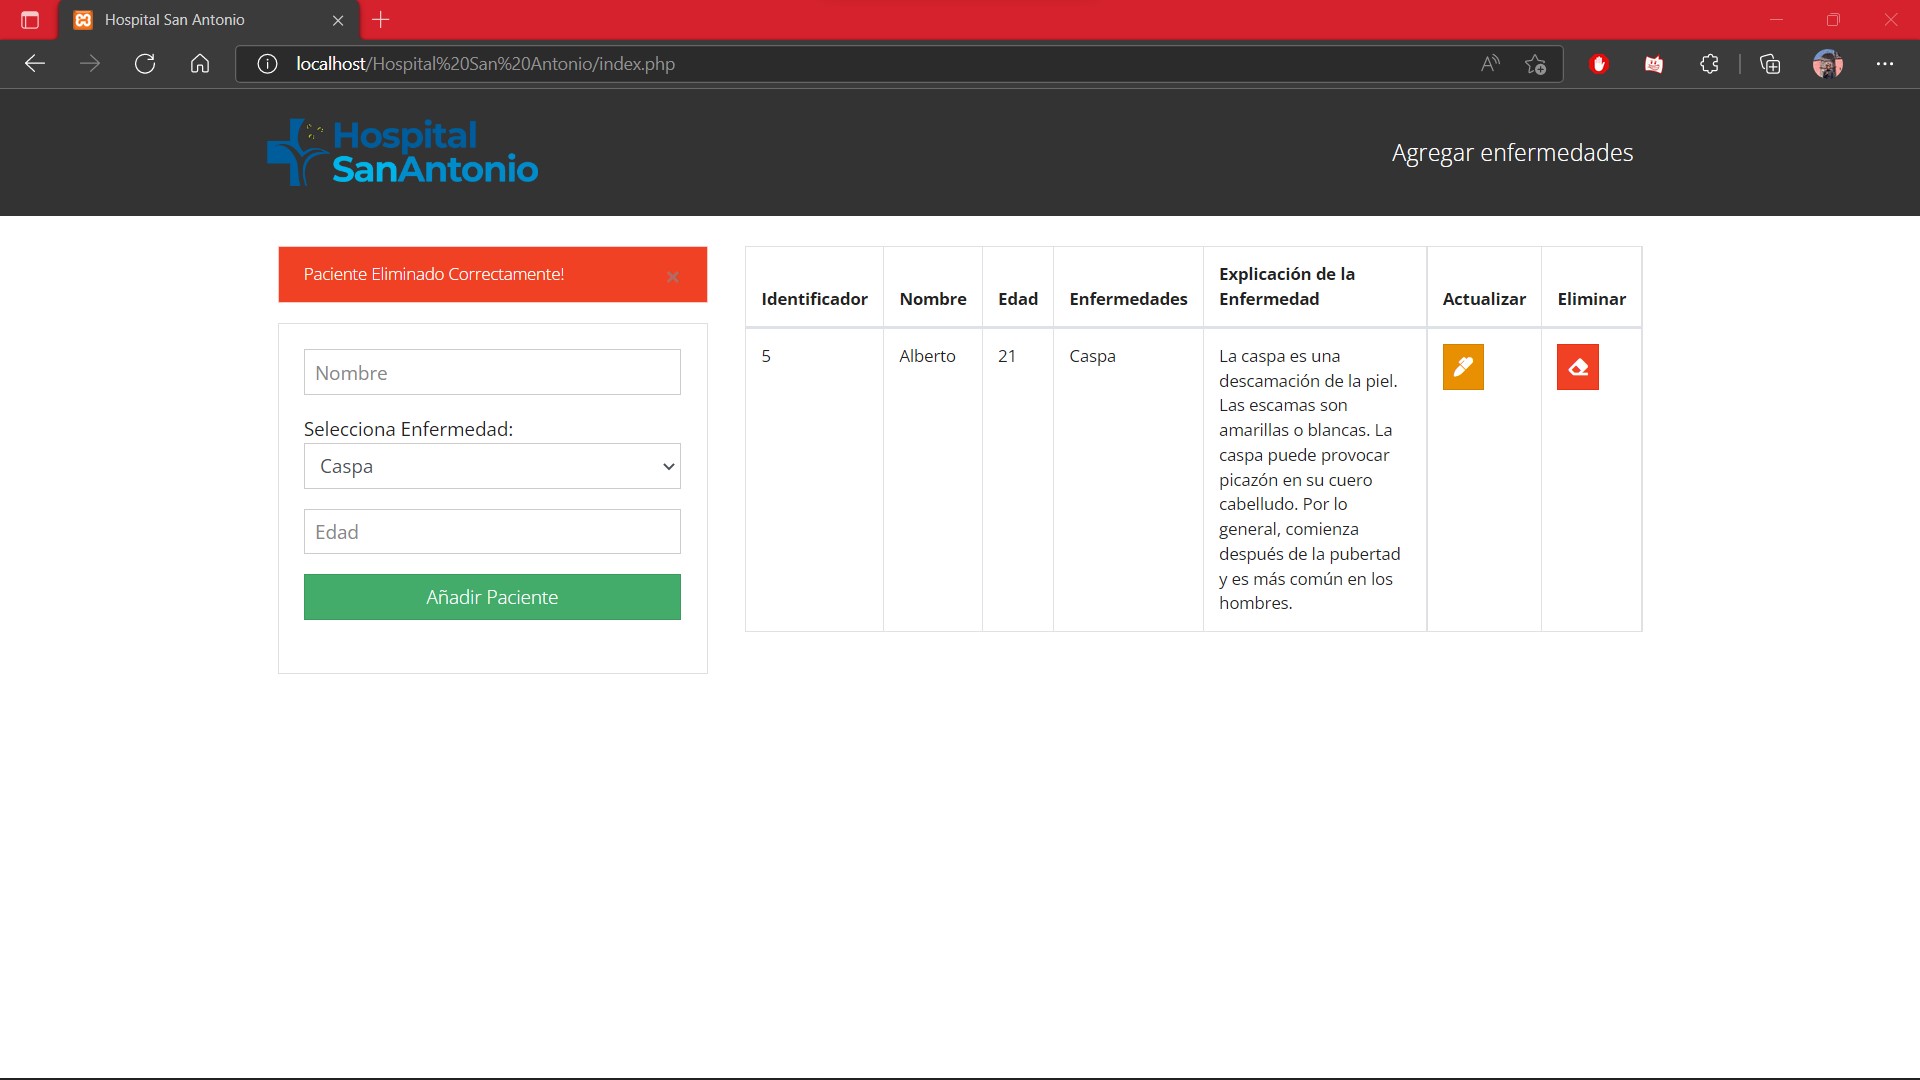 Hospital San Antonio
localhost/Hospital%20San%20Antonio/index.php
Hospital
SanAntonio
Agregar enfermedades
Paciente Eliminado Correctamente!
Nombre
Selecciona Enfermedad:
Caspa
Edad
Añadir Paciente
Identificador
Nombre
Edad
Enfermedades
Explicación de la
Enfermedad
Actualizar
Eliminar
5
Alberto
21
Caspa
La caspa es una
descamación de la piel.
Las escamas son
amarillas o blancas. La
caspa puede provocar
picazón en su cuero
cabelludo. Por lo
general, comienza
después de la pubertad
y es más común en los
hombres.